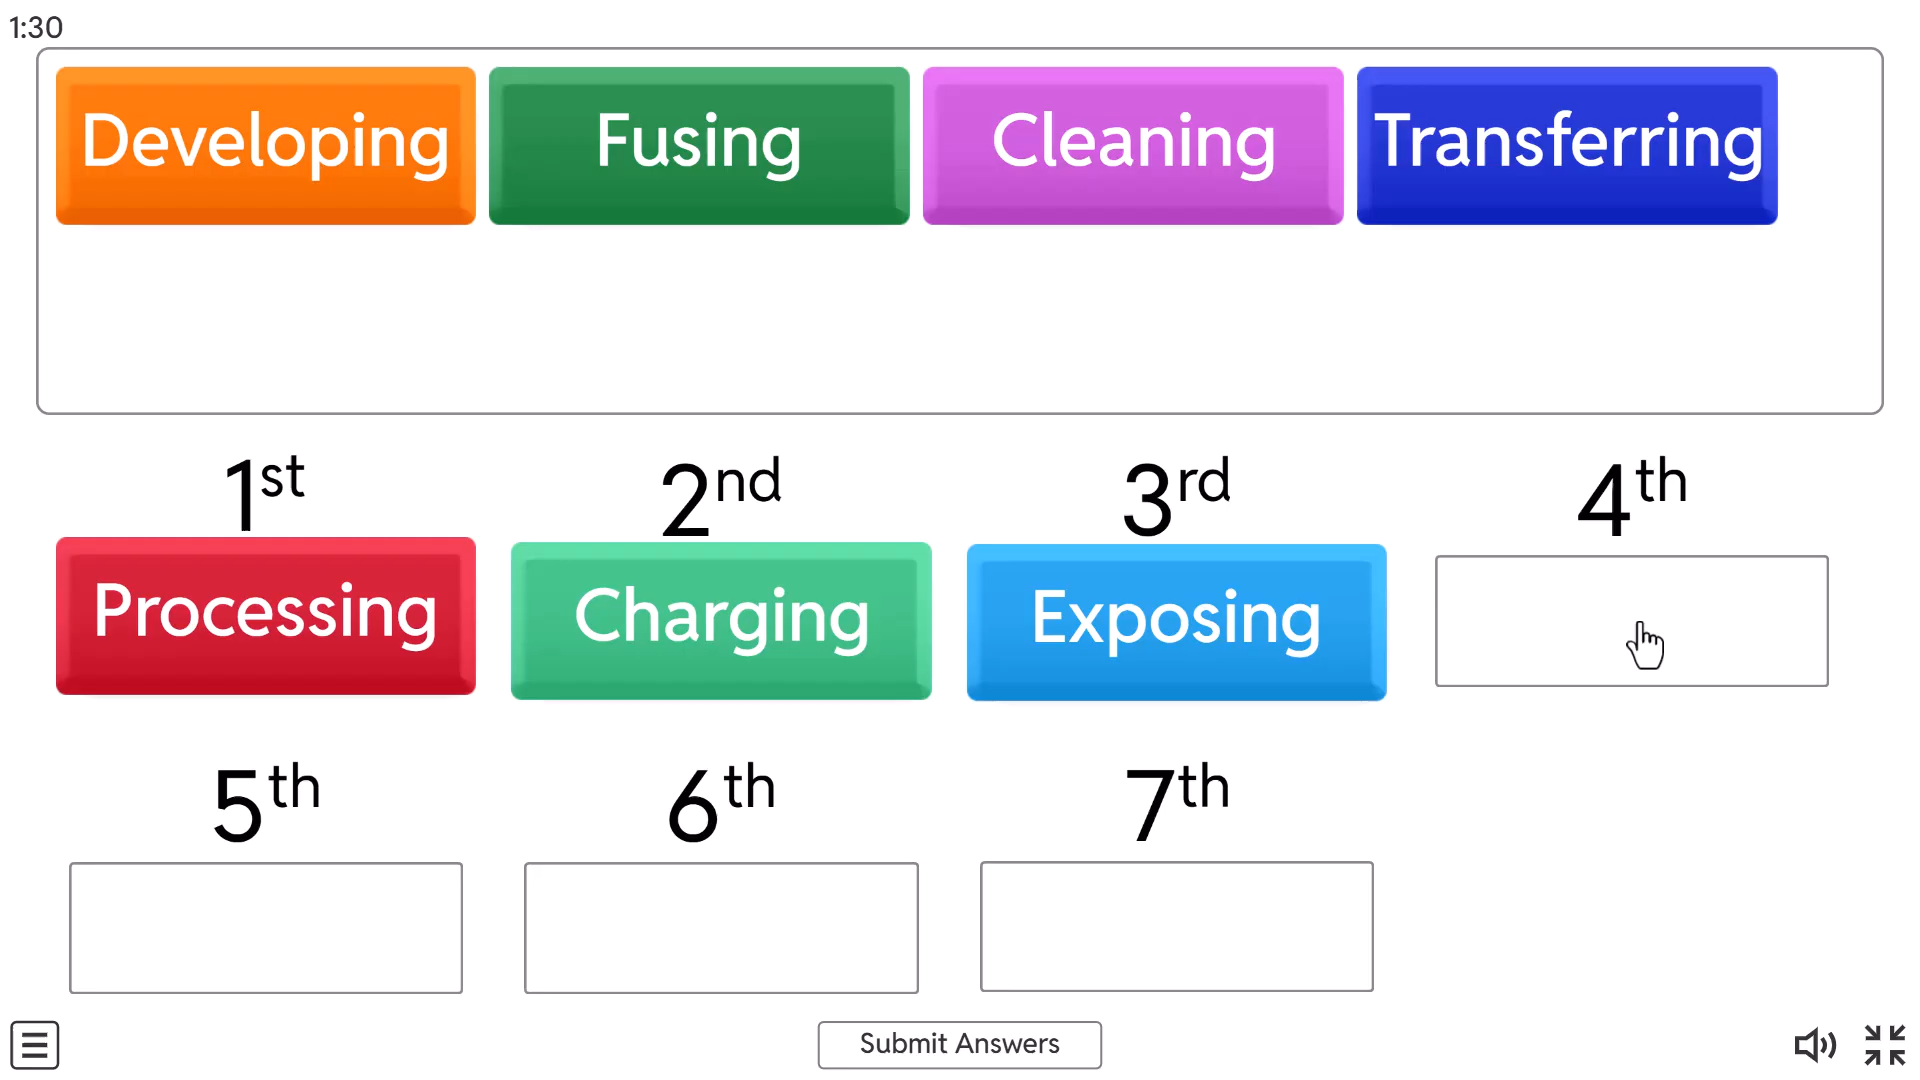 1:30
Developing Fusing Cleaning Transferring
1st 2nd 3rd 4th
Processing Charging Exposing
5th 6th 7th
Submit Answers